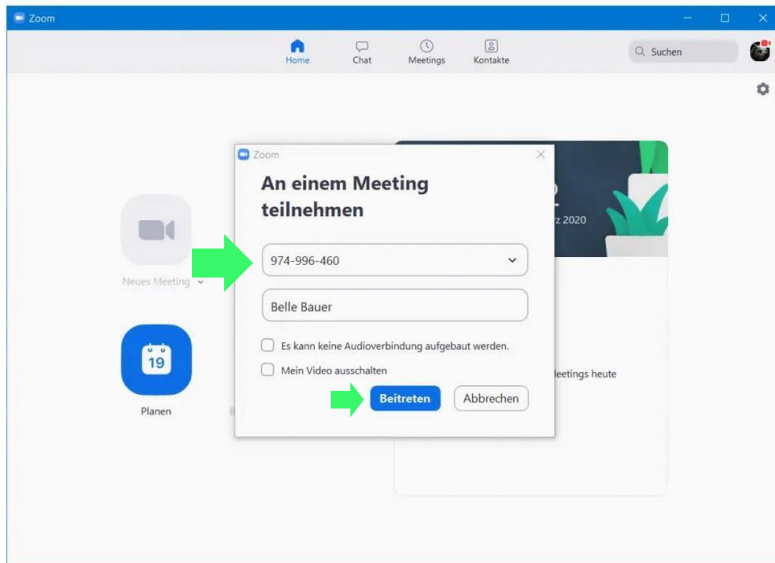 Zoom
Home
Chat
Meetings
Kontakte
Suchen
Zoom
An einem Meeting
teilnehmen
z 2020
974-996-460
Neues Meeting
Belle Bauer
Es kann keine Audioverbindung aufgebaut werden.
Mein Video ausschalten
19
leetings heute
Beitreten
Abbrechen
Planen